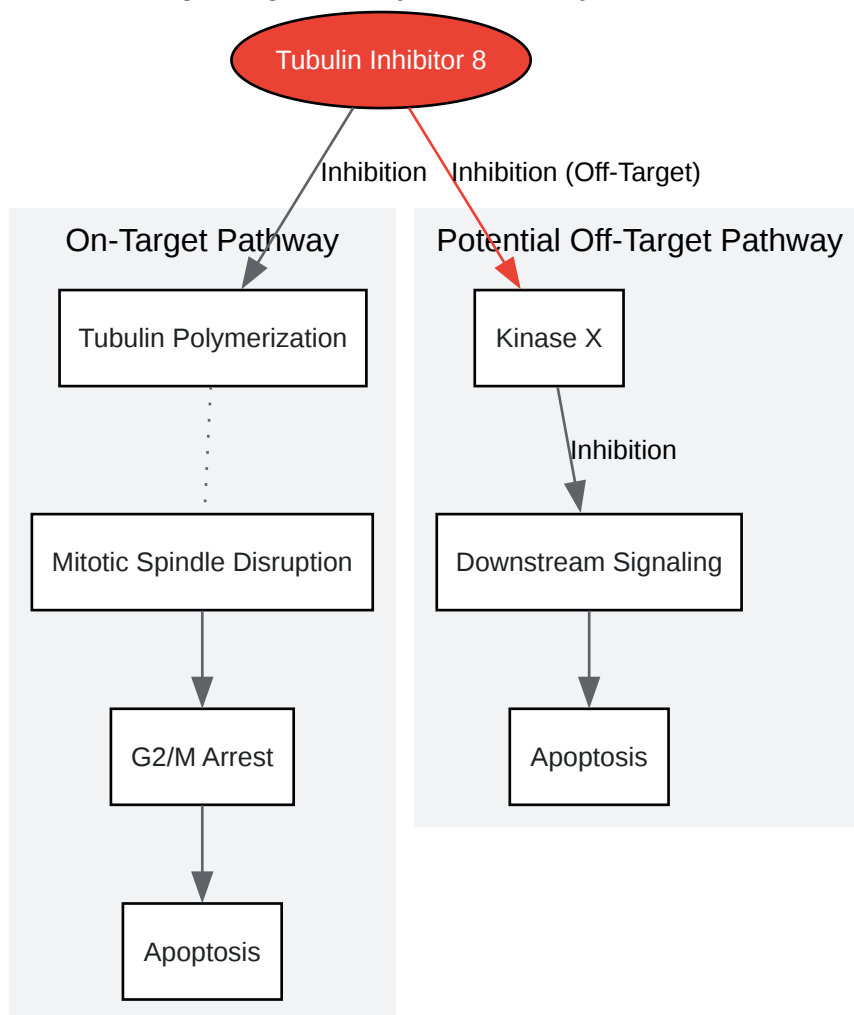 Tubulin Inhibitor 8
Inhibition
Inhibition (Off-Target)
On-Target Pathway
Potential Off-Target Pathway
Tubulin Polymerization
Kinase X
Inhibition
Mitotic Spindle Disruption
Downstream Signaling
G2/M Arrest
Apoptosis
Apoptosis